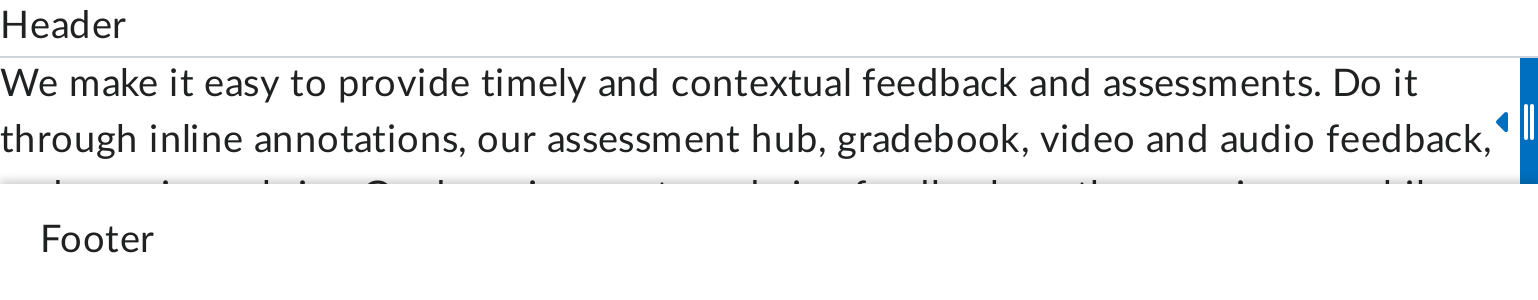 Header
We make it easy to provide timely and contextual feedback and assessments. Do it
through inline annotations, our assessment hub, gradebook, video and audio feedback,
Footer